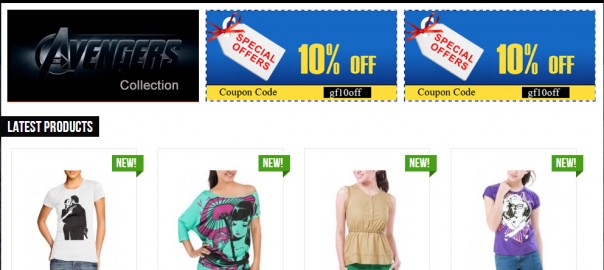 THE AVENGERS
Collection
SPECIAL OFFERS
10% OFF
Coupon Code gf10off
SPECIAL OFFERS
10% OFF
Coupon Code gf10off
LATEST PRODUCTS
NEW!
NEW!
NEW!
NEW!